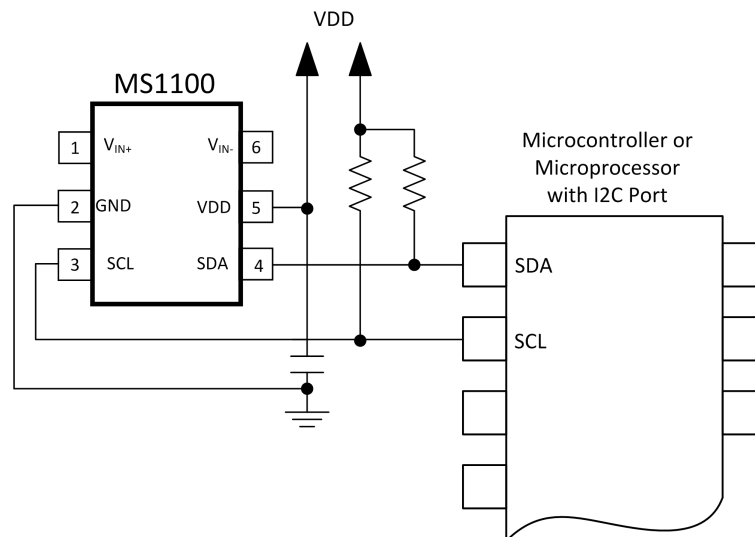 VDD
MS1100
1 VIN+ VIN- 6
2 GND VDD 5
3 SCL SDA 4
Microcontroller or
Microprocessor
with I2C Port
SDA
SCL